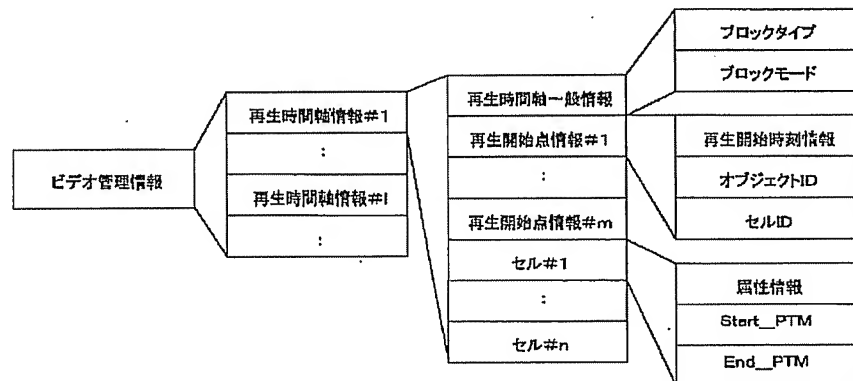 ビデオ管理情報
再生時間軸情報#1
:
再生時間軸情報#l
:
再生時間軸一般情報
再生開始点情報#1
:
再生開始点情報#m
セル#1
:
セル#n
ブロックタイプ
ブロックモード
再生開始時刻情報
オブジェクトID
セルID
属性情報
Start_PTM
End_PTM